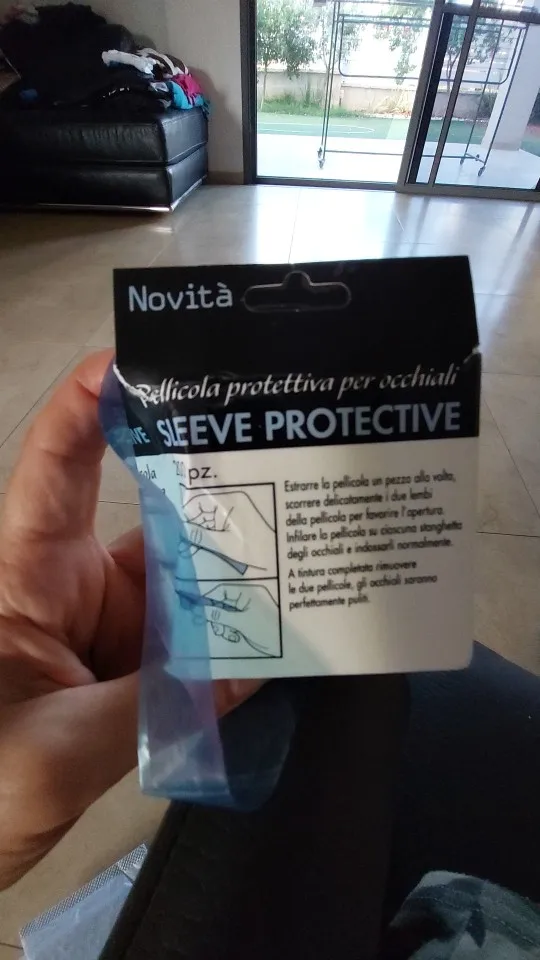 Novità
Pellicola protettiva per occhiali
SLEEVE PROTECTIVE
pz.
Estrarre la pellicola un pezzo alla volta,
scorrere delicatamente i due lembi
della pellicola per favorire l'apertura.
Infilare la pellicola su ciascuna stanghetta
degli occhiali e indossarli normalmente.
A tintura completata rimuovere
le due pellicole, gli occhiali saranno
perfettamente puliti.